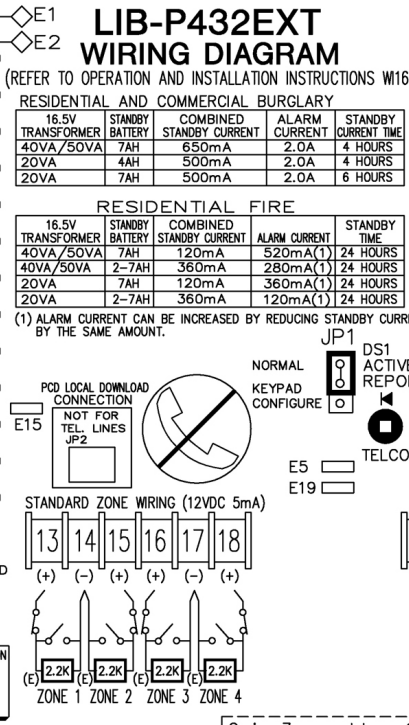 E1
E2
LIB-P432EXT
WIRING DIAGRAM
(REFER TO OPERATION AND INSTALLATION INSTRUCTIONS WI16
RESIDENTIAL AND COMMERCIAL BURGLARY
16.5V TRANSFORMER STANDBY BATTERY COMBINED STANDBY CURRENT ALARM CURRENT STANDBY CURRENT TIME
40VA/50VA 7AH 650mA 2.0A 4 HOURS
20VA 4AH 500mA 2.0A 4 HOURS
20VA 7AH 500mA 2.0A 6 HOURS
RESIDENTIAL FIRE
16.5V TRANSFORMER STANDBY BATTERY COMBINED STANDBY CURRENT ALARM CURRENT STANDBY TIME
40VA/50VA 7AH 120mA 520mA(1) 24 HOURS
40VA/50VA 2-7AH 360mA 280mA(1) 24 HOURS
20VA 7AH 120mA 360mA(1) 24 HOURS
20VA 2-7AH 360mA 120mA(1) 24 HOURS
(1) ALARM CURRENT CAN BE INCREASED BY REDUCING STANDBY CURR
BY THE SAME AMOUNT.
JP1
NORMAL
KEYPAD
CONFIGURE
DS1
ACTIVE
REPO
TELCO
PCD LOCAL DOWNLOAD
CONNECTION
NOT FOR
TEL. LINES
JP2
E15
E5
E19
STANDARD ZONE WIRING (12VDC 5mA)
13 14 15 16 17 18
(+) (-) (+) (+) (-) (+)
(E) 2.2K (E) 2.2K (E) 2.2K (E) 2.2K
ZONE 1 ZONE 2 ZONE 3 ZONE 4